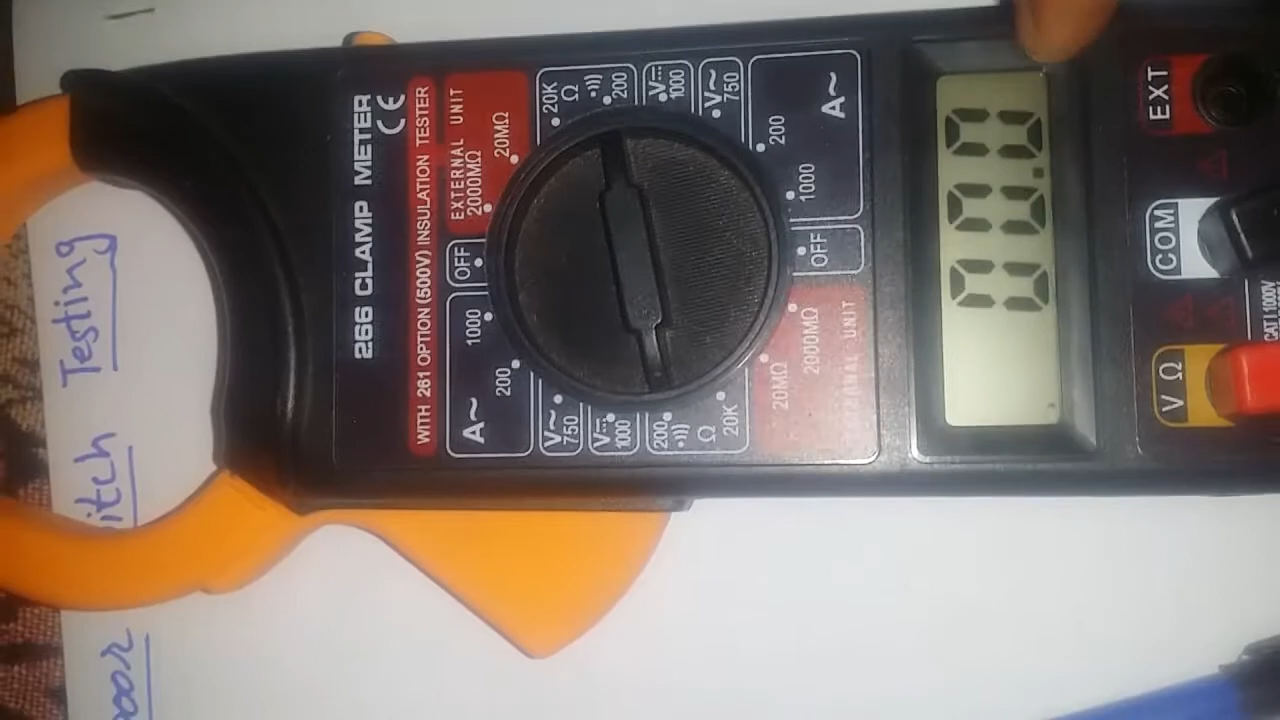 oor itch Testing
266 CLAMP METER
CE
WITH 261 OPTION (500V) INSULATION TESTER
A~ 200 1000
OFF
EXTERNAL UNIT
2000MΩ 20MΩ
V~ 750
V⎓ 1000
200 •))) Ω 20K
20K Ω •))) 200
V⎓ 1000
V~ 750
20MΩ 2000MΩ
EXTERNAL UNIT
OFF
1000 200 A~
00.0
VΩ COM EXT
CAT I 1000V